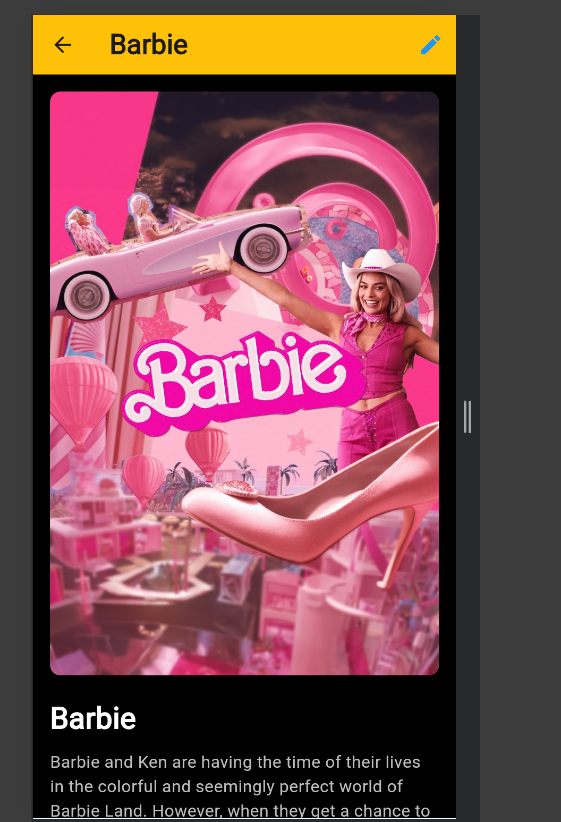 Barbie
Barbie
Barbie
Barbie and Ken are having the time of their lives
in the colorful and seemingly perfect world of
Barbie Land. However, when they get a chance to